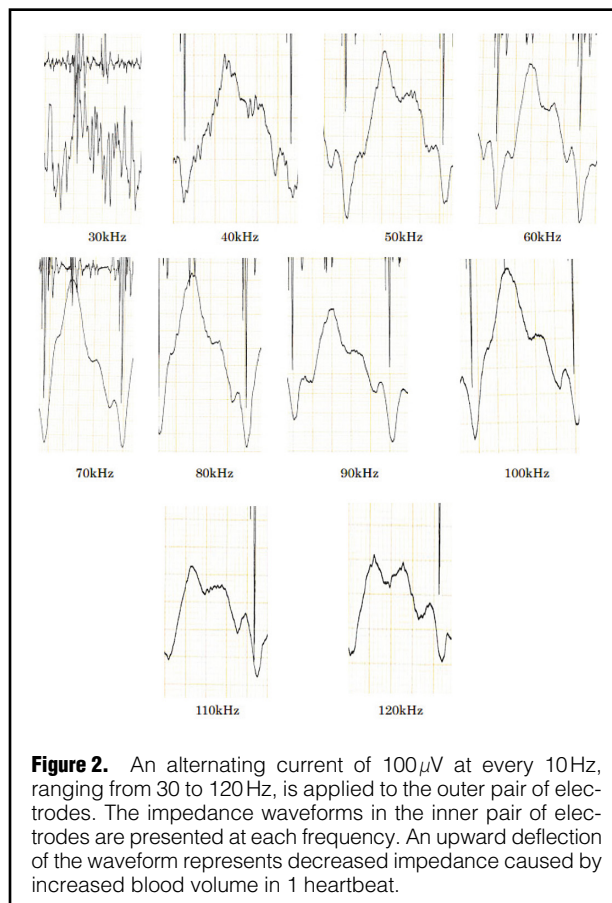 30kHz 40kHz 50kHz 60kHz
70kHz 80kHz 90kHz 100kHz
110kHz 120kHz
Figure 2. An alternating current of 100 μV at every 10 Hz,
ranging from 30 to 120 Hz, is applied to the outer pair of elec-
trodes. The impedance waveforms in the inner pair of elec-
trodes are presented at each frequency. An upward deflection
of the waveform represents decreased impedance caused by
increased blood volume in 1 heartbeat.